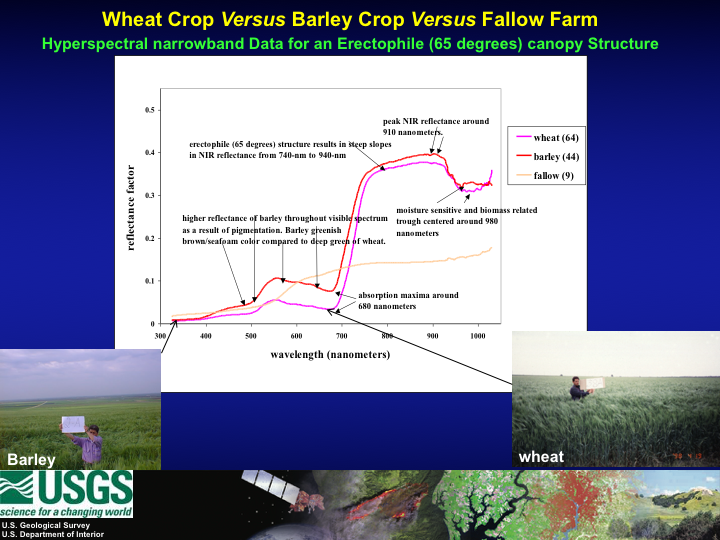 Wheat Crop Versus Barley Crop Versus Fallow Farm
Hyperspectral narrowband Data for an Erectophile (65 degrees) canopy Structure
peak NIR reflectance around
910 nanometers.
erectophile (65 degrees) structure results in steep slopes
in NIR reflectance from 740-nm to 940-nm
wheat (64)
barley (44)
fallow (9)
higher reflectance of barley throughout visible spectrum
as a result of pigmentation. Barley greenish
brown/seafoam color compared to deep green of wheat.
moisture sensitive and biomass related
trough centered around 980
nanometers
absorption maxima around
680 nanometers
reflectance factor
0.5
0.4
0.3
0.2
0.1
0
300 400 500 600 700 800 900 1000
wavelength (nanometers)
Barley
wheat
USGS
science for a changing world
U.S. Geological Survey
U.S. Department of Interior